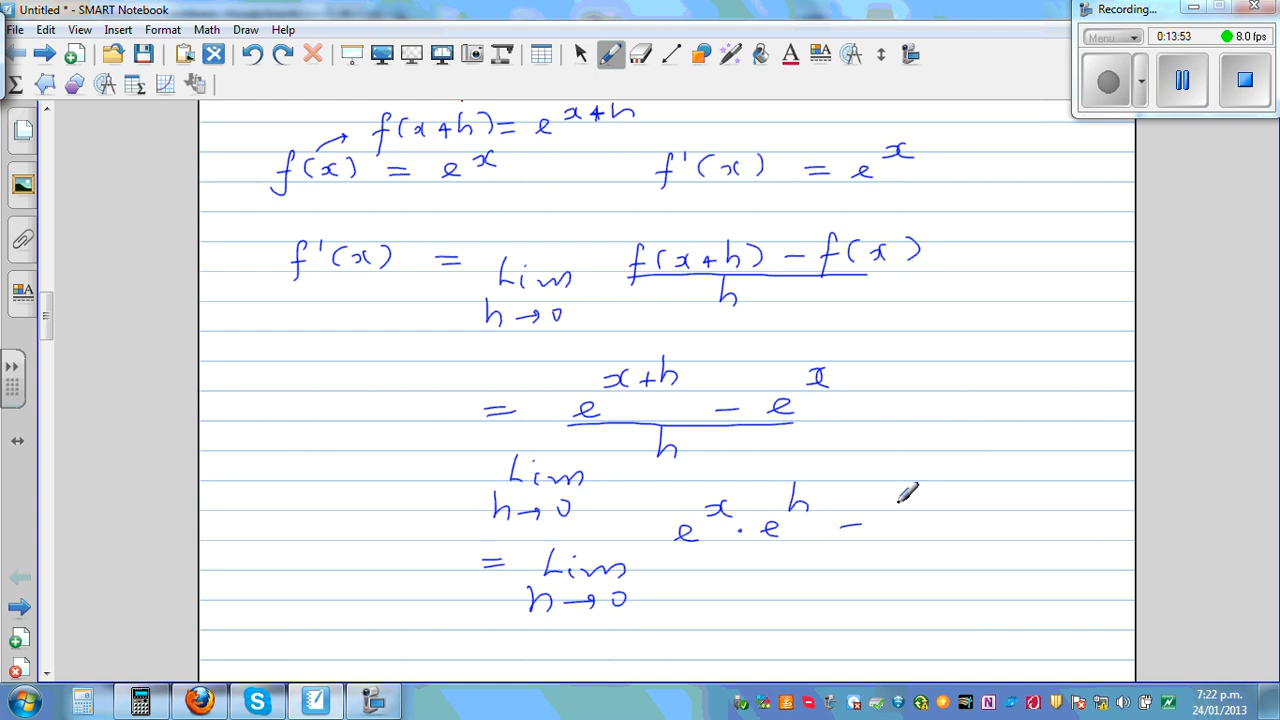 Untitled * - SMART Notebook
Recording...
File Edit View Insert Format Math Draw Help
Menu
0:13:53
8.0 fps
f(x+h) = e^{x+h}
f(x) = e^x f'(x) = e^x
f'(x) = Lim h→0 f(x+h) - f(x) / h
= e^{x+h} - e^x / h
Lim h→0
= Lim h→0 e^x · e^h -
7:22 p.m.
24/01/2013